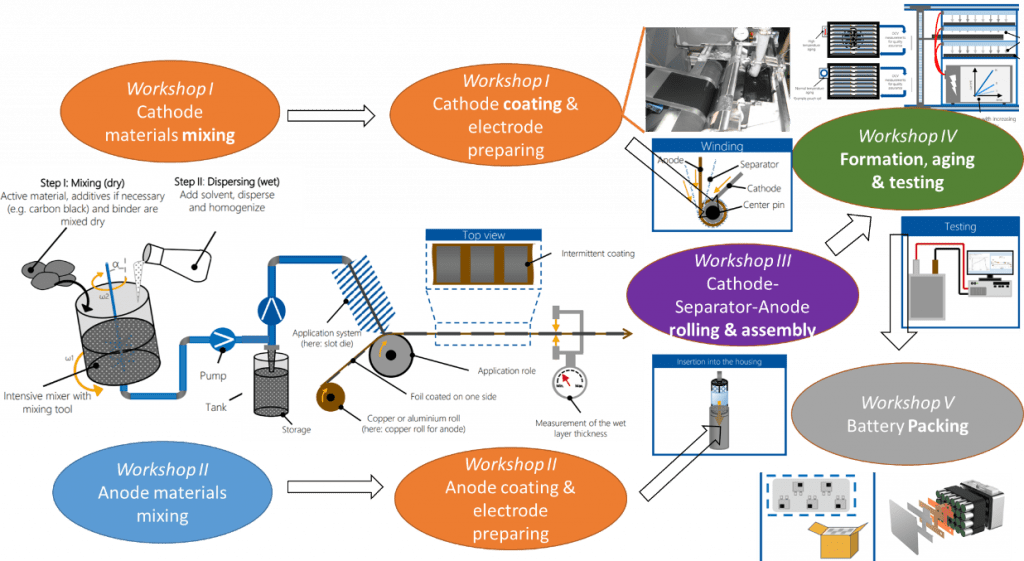 Workshop I
Cathode
materials mixing
Workshop I
Cathode coating &
electrode
preparing
Workshop IV
Formation, aging
& testing
Winding
Anode
Separator
Cathode
Center pin
Step I: Mixing (dry)
Active material, additives if necessary
(e.g. carbon black) and binder are
mixed dry
Step II: Dispersing (wet)
Add solvent, disperse
and homogenize
α
ω2
ω1
Intensive mixer with
mixing tool
Pump
Tank
Storage
Application system
(here: slot die)
Top view
Intermittent coating
Application role
Foil coated on one side
Copper or aluminium roll
(here: copper roll for anode)
Measurement of the wet
layer thickness
Workshop III
Cathode-
Separator-Anode
rolling & assembly
Testing
Insertion into the housing
Workshop V
Battery Packing
Workshop II
Anode materials
mixing
Workshop II
Anode coating &
electrode
preparing
with increasing